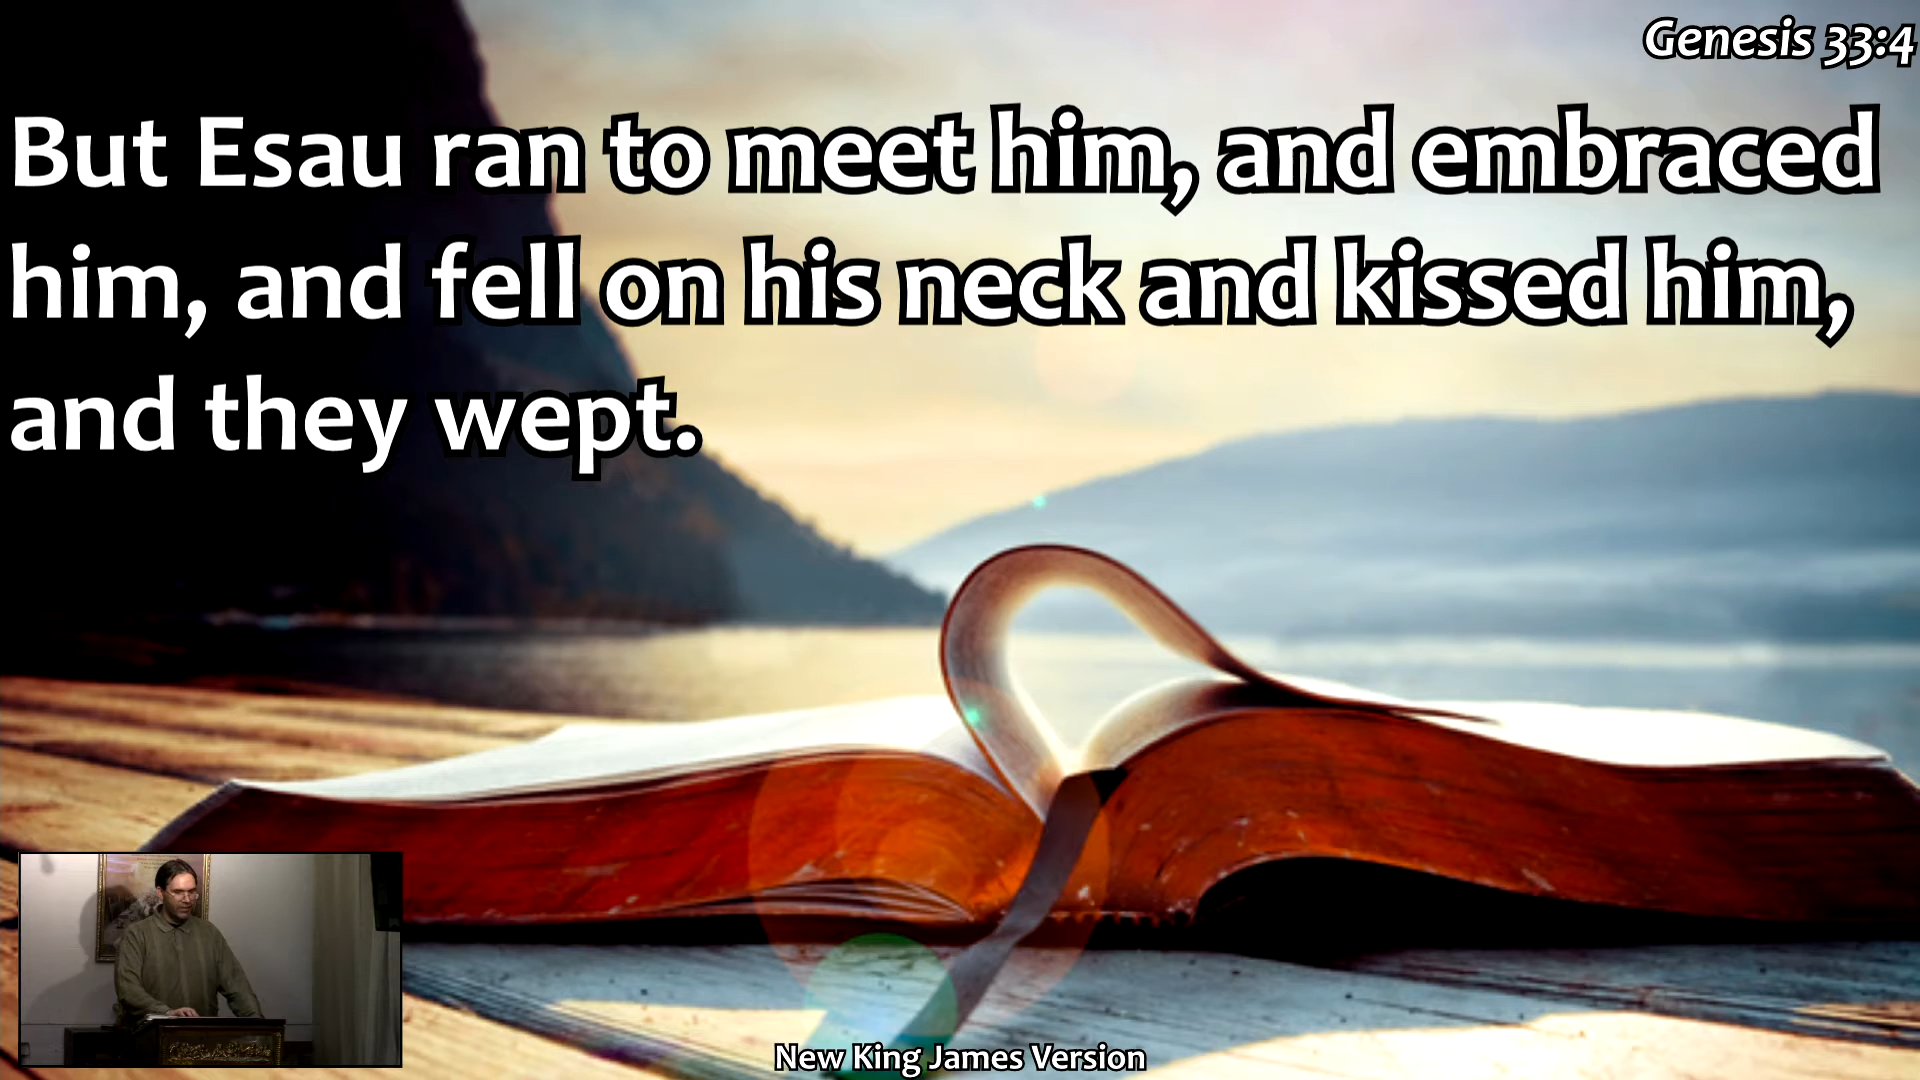 Genesis 33:4
But Esau ran to meet him, and embraced
him, and fell on his neck and kissed him,
and they wept.
New King James Version